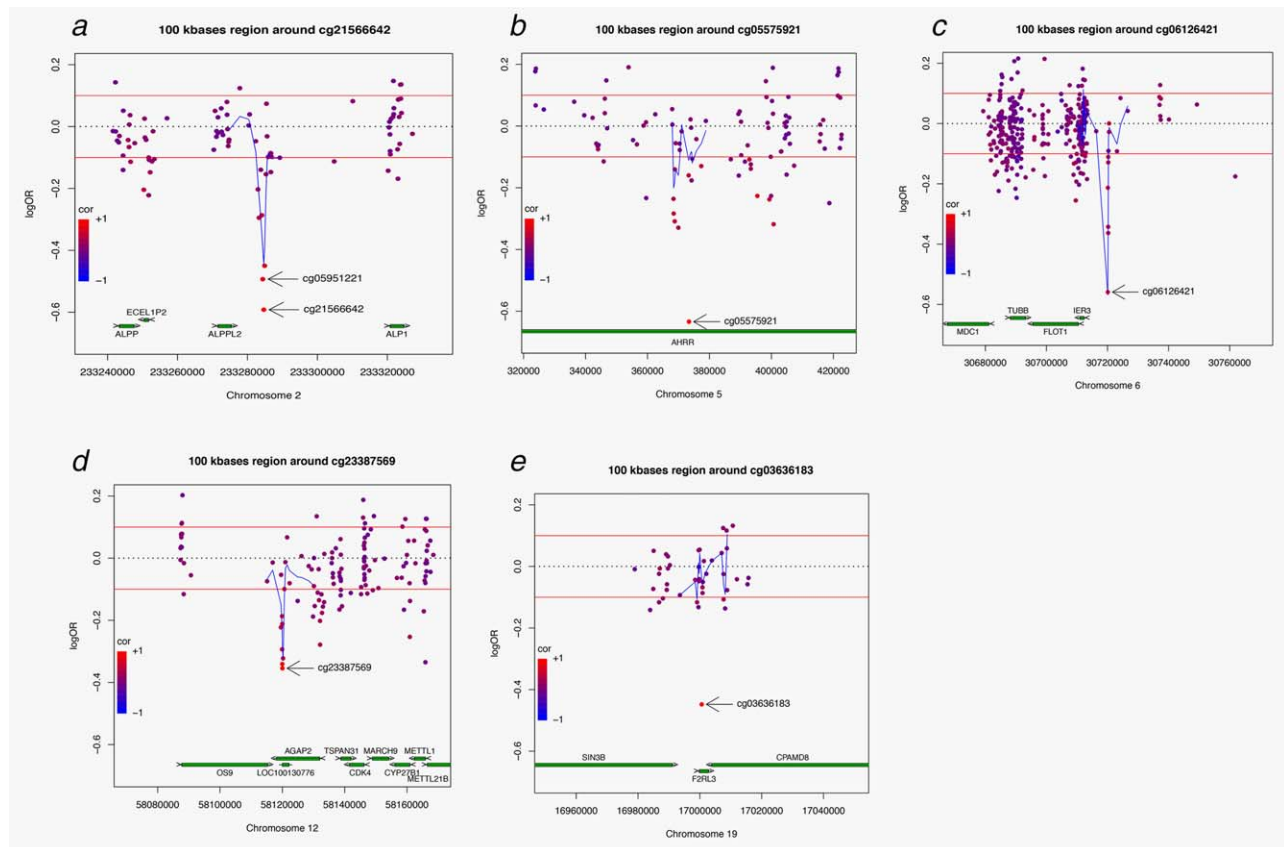 a
100 kbases region around cg21566642
0.2
0.0
−0.2
−0.4
−0.6
logOR
cor
+1
−1
cg05951221
cg21566642
ECEL1P2
ALPP
ALPPL2
ALP1
233240000
233260000
233280000
233300000
233320000
Chromosome 2
b
100 kbases region around cg05575921
0.2
0.0
−0.2
−0.4
−0.6
logOR
cor
+1
−1
cg05575921
AHRR
320000
340000
360000
380000
400000
420000
Chromosome 5
c
100 kbases region around cg06126421
0.2
0.0
−0.2
−0.4
−0.6
logOR
cor
+1
−1
cg06126421
TUBB
IER3
MDC1
FLOT1
30680000
30700000
30720000
30740000
30760000
Chromosome 6
d
100 kbases region around cg23387569
0.2
0.0
−0.2
−0.4
−0.6
logOR
cor
+1
−1
cg23387569
AGAP2
TSPAN31
MARCH9
METTL1
OS9
LOC100130776
CDK4
CYP27B1
METTL21B
58080000
58100000
58120000
58140000
58160000
Chromosome 12
e
100 kbases region around cg03636183
0.2
0.0
−0.2
−0.4
−0.6
logOR
cor
+1
−1
cg03636183
SIN3B
CPAMD8
F2RL3
16960000
16980000
17000000
17020000
17040000
Chromosome 19